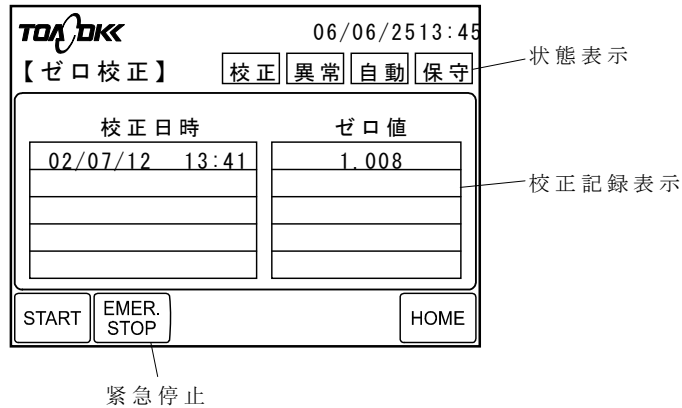 TOA DKK 06/06/2513:45
【ゼロ校正】 校正 異常 自動 保守 状態表示
校正日時 ゼロ値
02/07/12 13:41 1.008
校正記録表示
START EMER. STOP HOME
緊急停止